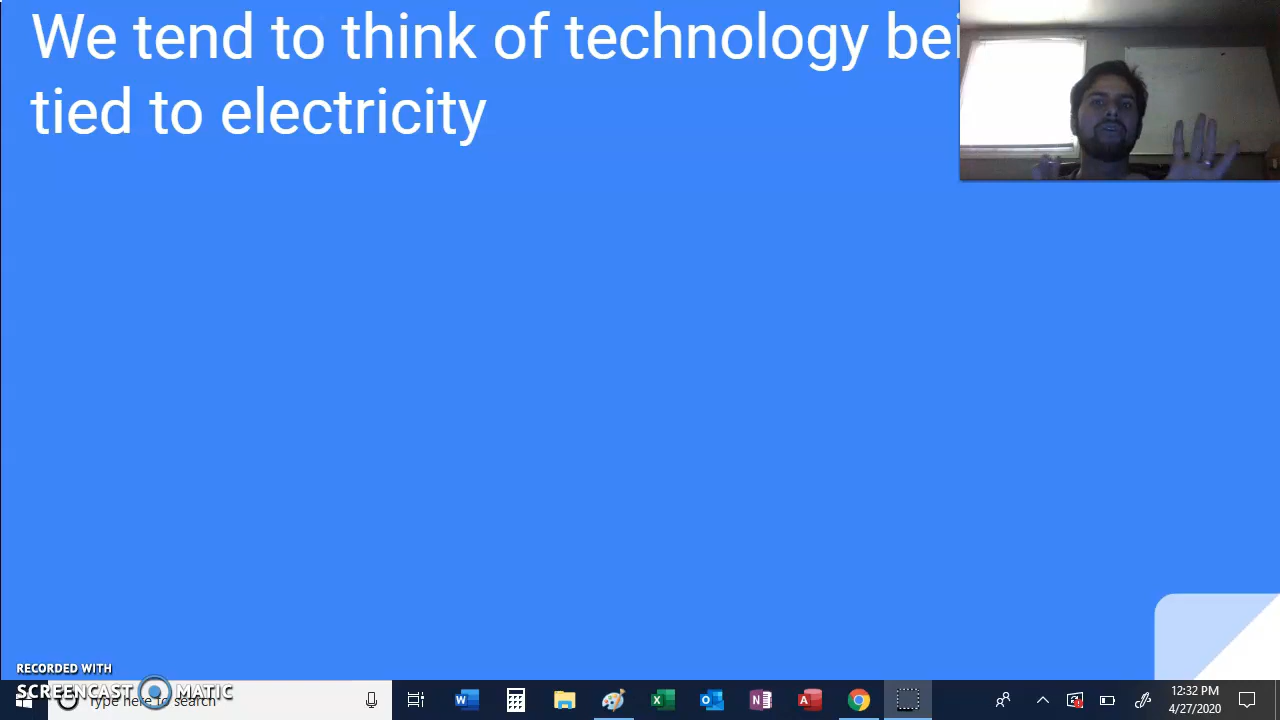 We tend to think of technology bei
tied to electricity
RECORDED WITH
SCREENCAST MATIC
Type here to search
12:32 PM
4/27/2020